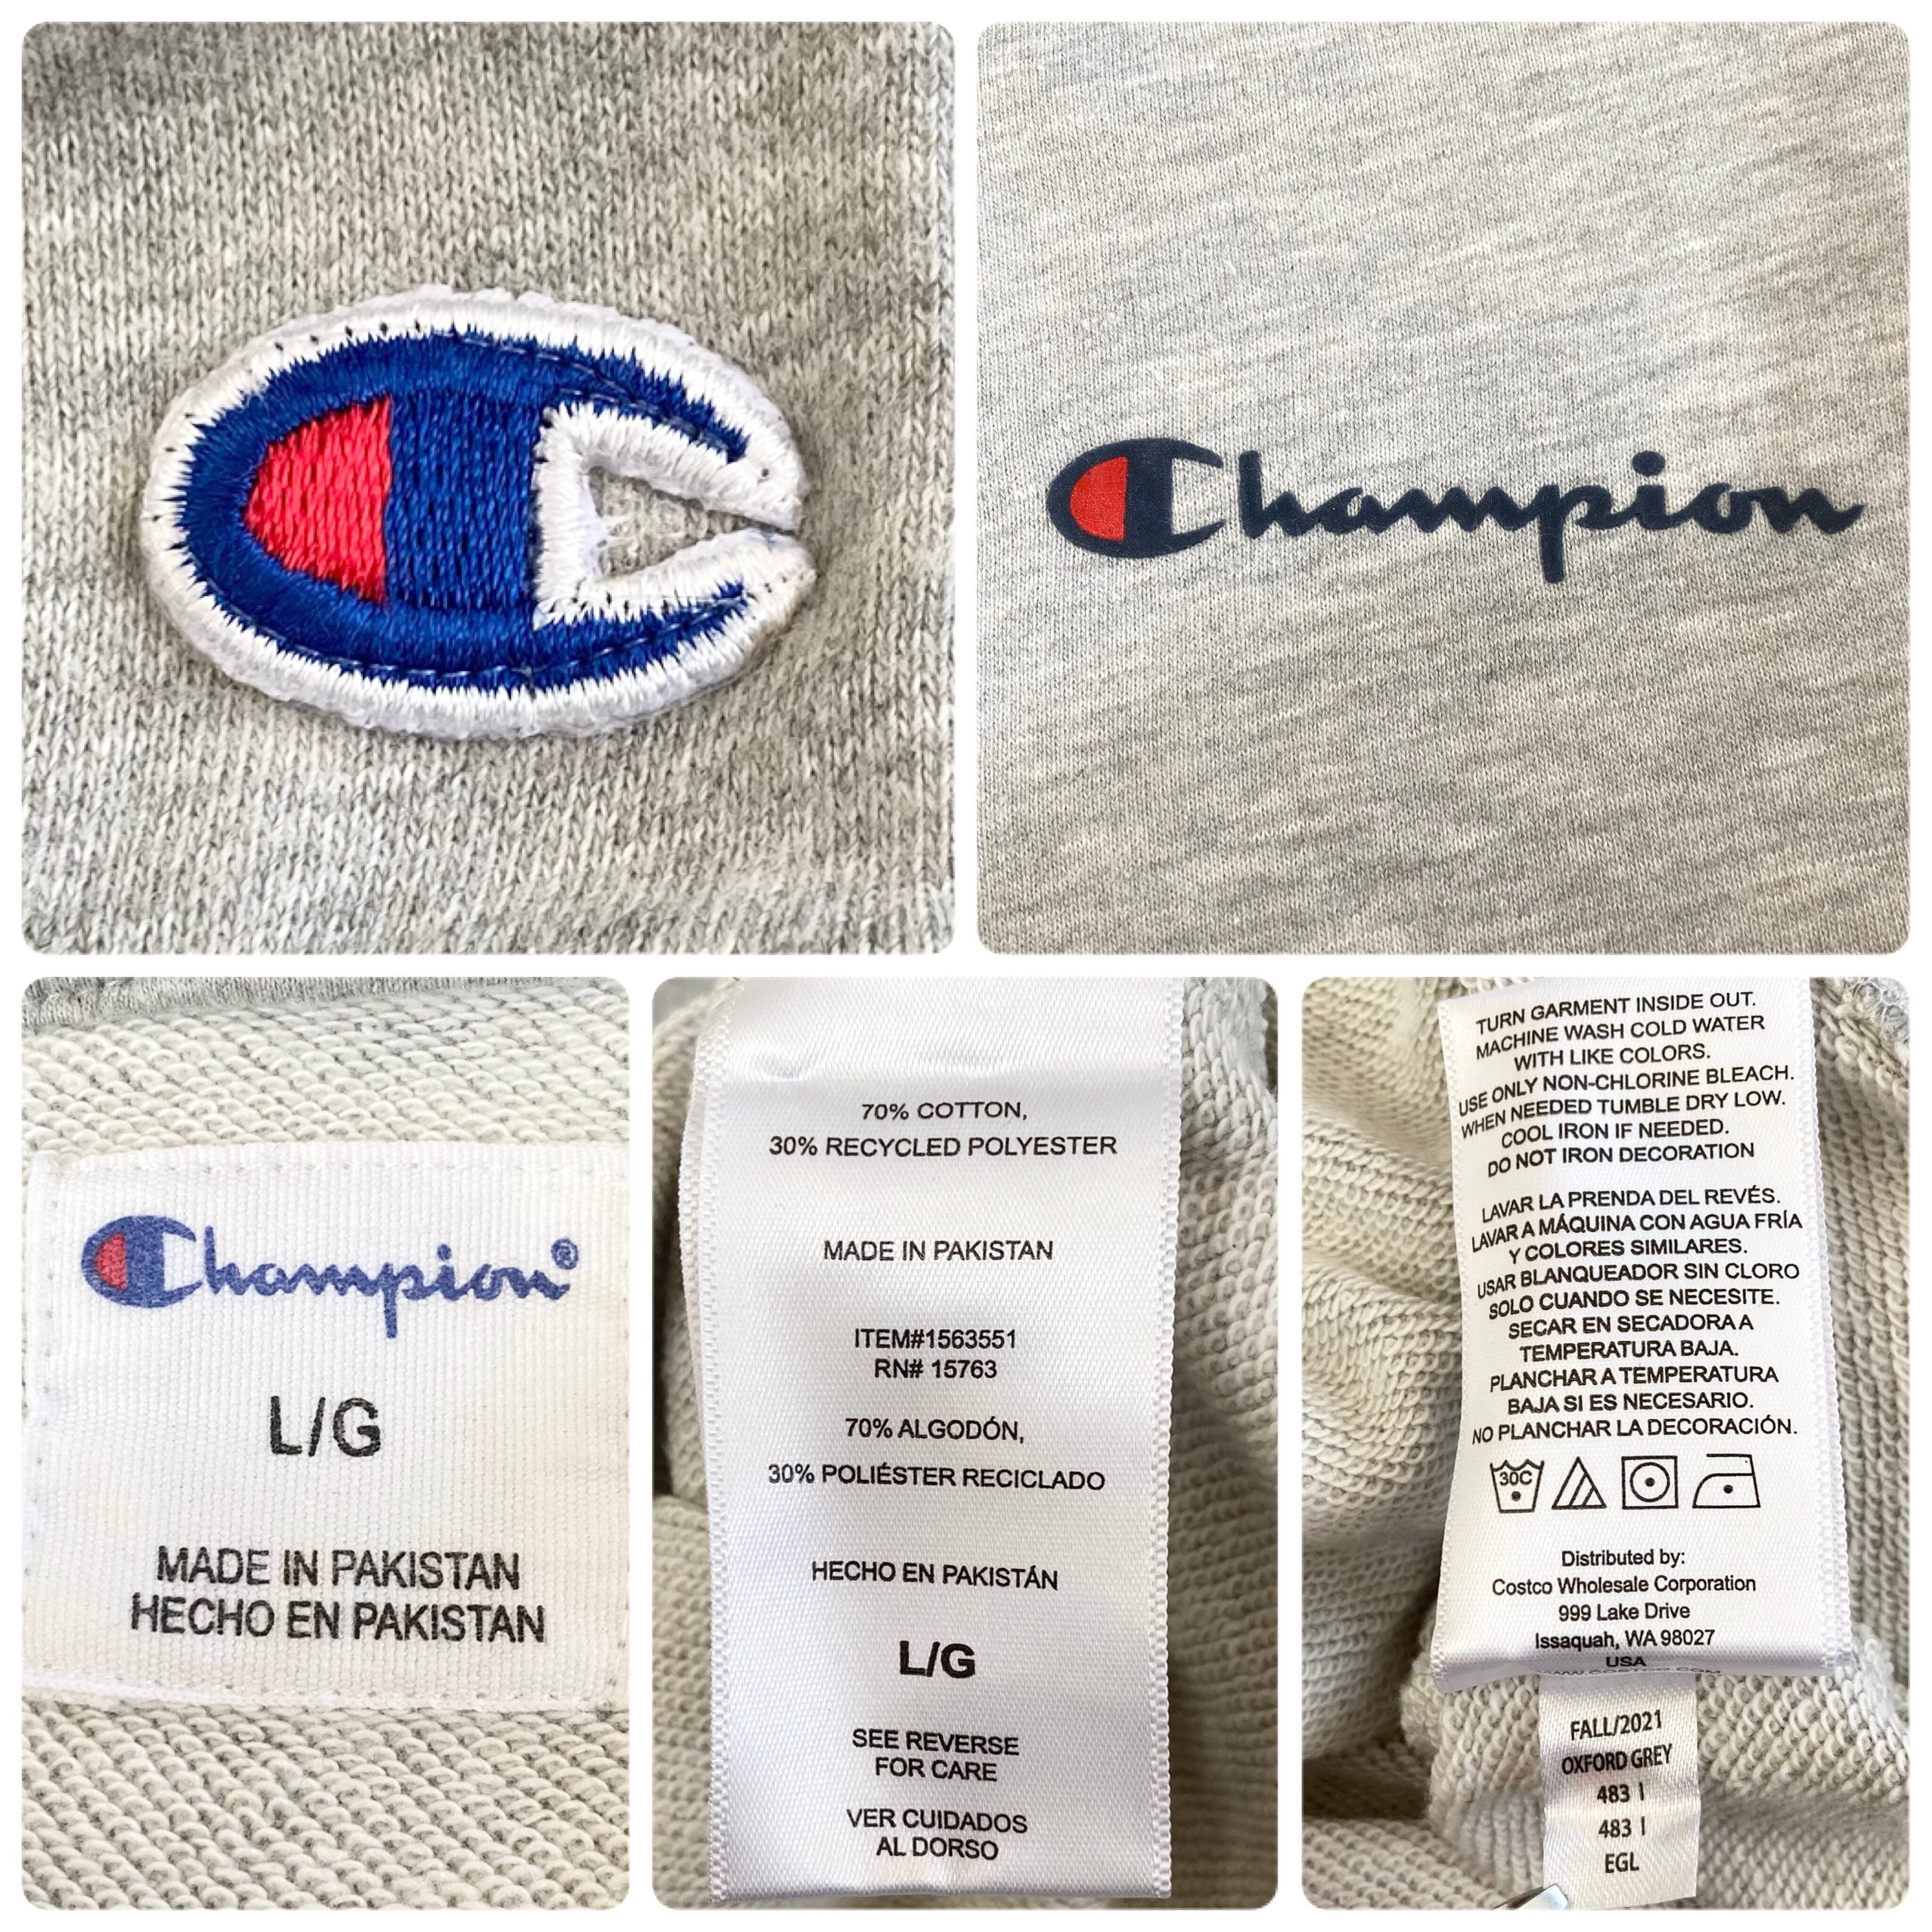 Champion
Champion®
L/G
MADE IN PAKISTAN
HECHO EN PAKISTAN
70% COTTON,
30% RECYCLED POLYESTER
MADE IN PAKISTAN
ITEM#1563551
RN# 15763
70% ALGODÓN,
30% POLIÉSTER RECICLADO
HECHO EN PAKISTÁN
L/G
SEE REVERSE
FOR CARE
VER CUIDADOS
AL DORSO
TURN GARMENT INSIDE OUT.
MACHINE WASH COLD WATER
WITH LIKE COLORS.
USE ONLY NON-CHLORINE BLEACH.
WHEN NEEDED TUMBLE DRY LOW.
COOL IRON IF NEEDED.
DO NOT IRON DECORATION
LAVAR LA PRENDA DEL REVÉS.
LAVAR A MÁQUINA CON AGUA FRÍA
Y COLORES SIMILARES.
USAR BLANQUEADOR SIN CLORO
SOLO CUANDO SE NECESITE.
SECAR EN SECADORA A
TEMPERATURA BAJA.
PLANCHAR A TEMPERATURA
BAJA SI ES NECESARIO.
NO PLANCHAR LA DECORACIÓN.
30C
Distributed by:
Costco Wholesale Corporation
999 Lake Drive
Issaquah, WA 98027
USA
WWW.COSTCO.COM
FALL/2021
OXFORD GREY
483 I
483 I
EGL